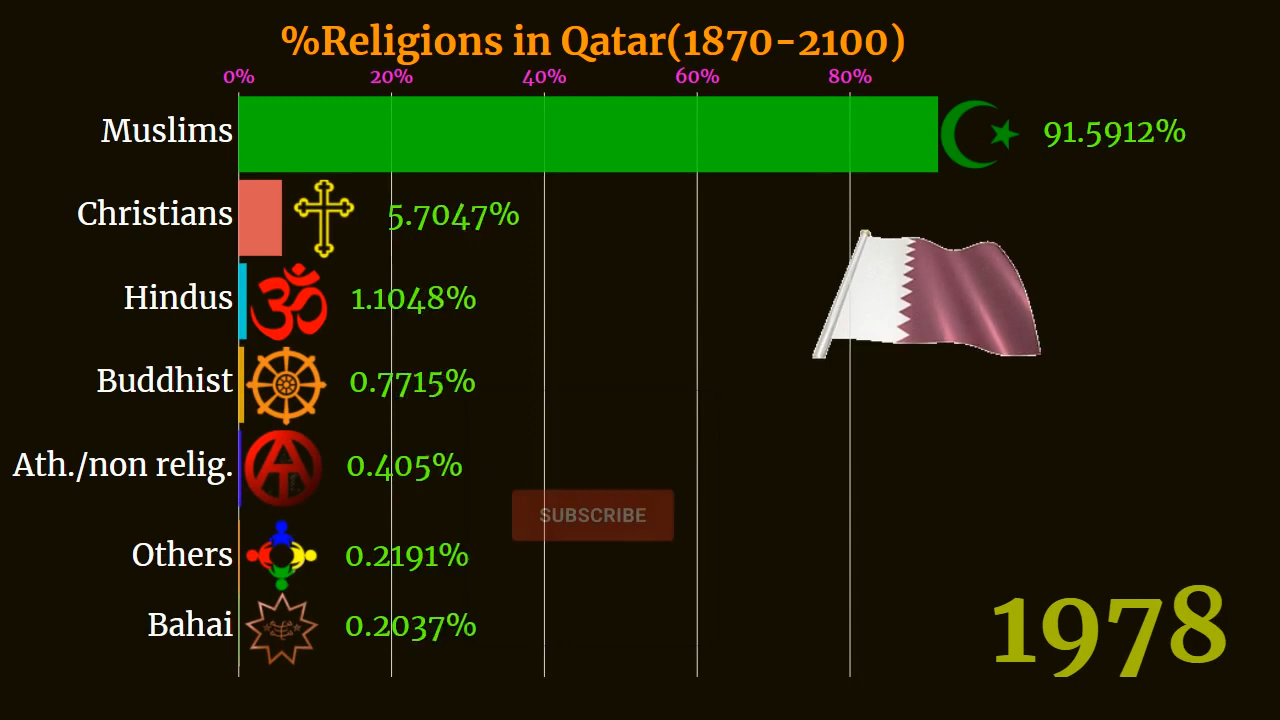 %Religions in Qatar(1870-2100)
0% 20% 40% 60% 80%
Muslims 91.5912%
Christians 5.7047%
Hindus 1.1048%
Buddhist 0.7715%
Ath./non relig. 0.405%
SUBSCRIBE
Others 0.2191%
Bahai 0.2037%
1978